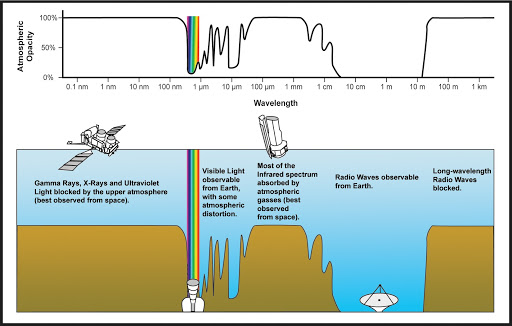 Atmospheric
Opacity
100%
50%
0%
0.1 nm 1 nm 10 nm 100 nm 1 µm 10 µm 100 µm 1 mm 1 cm 10 cm 1 m 10 m 100 m 1 km
Wavelength
Gamma Rays, X-Rays and Ultraviolet
Light blocked by the upper atmosphere
(best observed from space).
Visible Light
observable
from Earth,
with some
atmospheric
distortion.
Most of the
Infrared spectrum
absorbed by
atmospheric
gasses (best
observed
from space).
Radio Waves observable
from Earth.
Long-wavelength
Radio Waves
blocked.